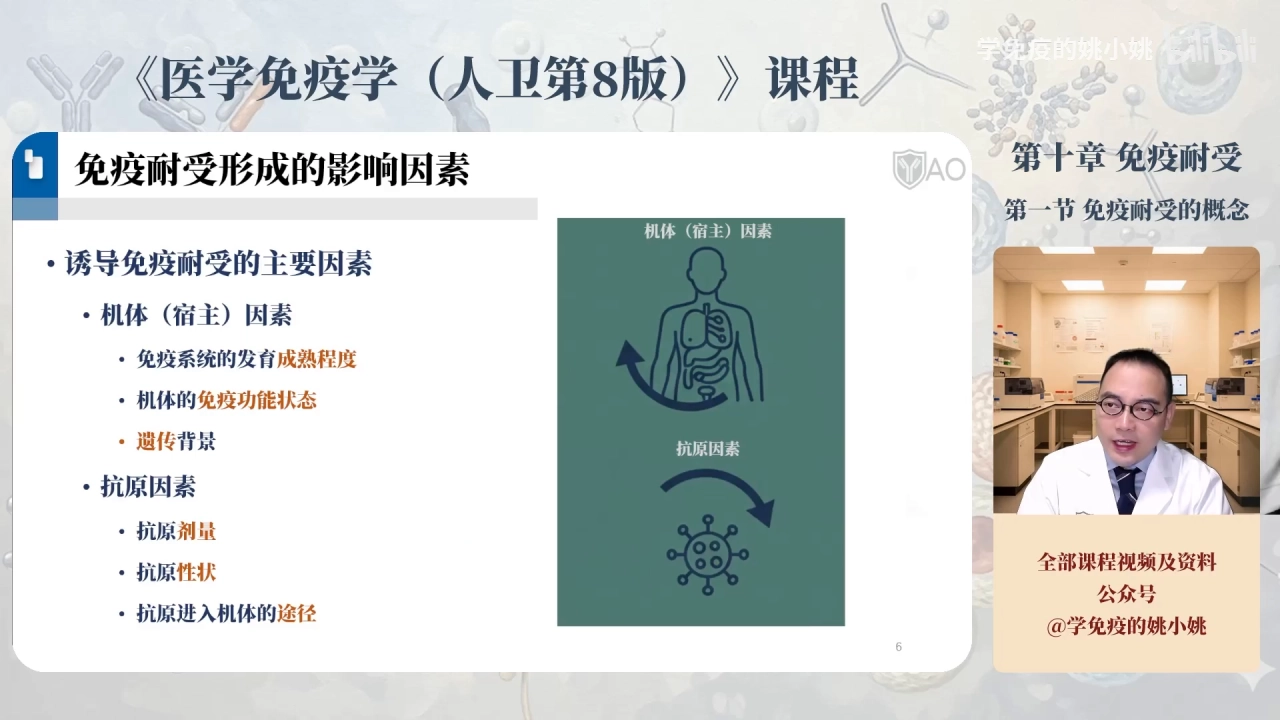 《医学免疫学（人卫第8版）》课程
学免疫的姚小姚 bilibili
免疫耐受形成的影响因素
YAO
第十章 免疫耐受
第一节 免疫耐受的概念
• 诱导免疫耐受的主要因素
• 机体（宿主）因素
• 免疫系统的发育成熟程度
• 机体的免疫功能状态
• 遗传背景
• 抗原因素
• 抗原剂量
• 抗原性状
• 抗原进入机体的途径
机体（宿主）因素
抗原因素
6
全部课程视频及资料
公众号
@学免疫的姚小姚